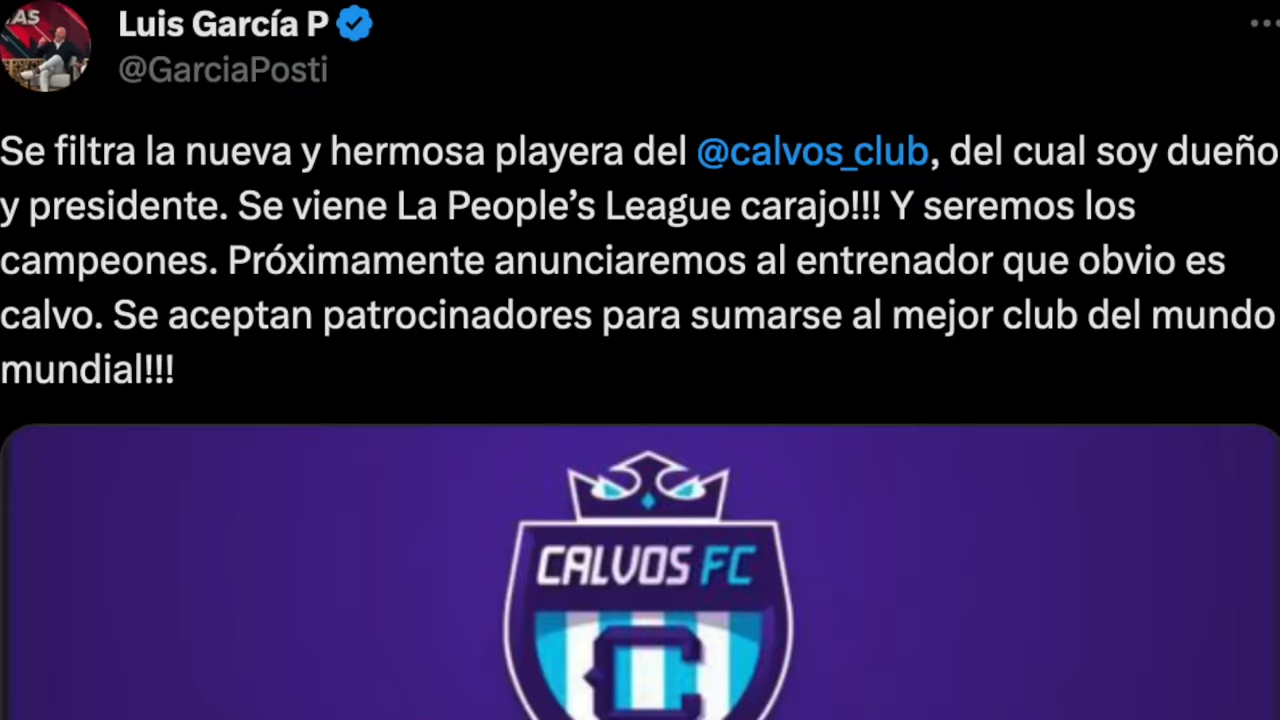 AS
Luis García P
@GarciaPosti
Se filtra la nueva y hermosa playera del @calvos_club, del cual soy dueño
y presidente. Se viene La People’s League carajo!!! Y seremos los
campeones. Próximamente anunciaremos al entrenador que obvio es
calvo. Se aceptan patrocinadores para sumarse al mejor club del mundo
mundial!!!
CALVOS FC
C